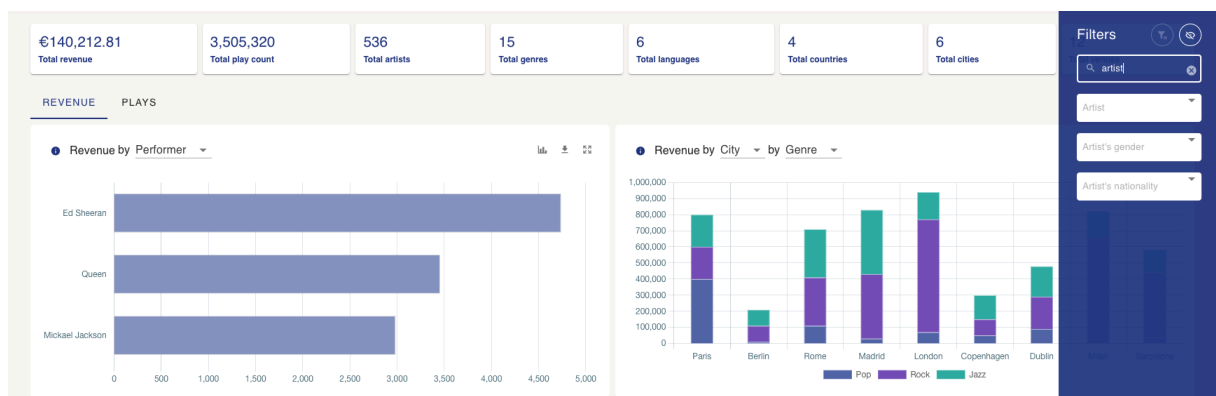 €140,212.81
Total revenue
3,505,320
Total play count
536
Total artists
15
Total genres
6
Total languages
4
Total countries
6
Total cities
Filters
artist
Artist
Artist's gender
Artist's nationality
REVENUE PLAYS
Revenue by Performer
Ed Sheeran
Queen
Mickael Jackson
0 500 1,000 1,500 2,000 2,500 3,000 3,500 4,000 4,500 5,000
Revenue by City by Genre
1,000,000
900,000
800,000
700,000
600,000
500,000
400,000
300,000
200,000
100,000
0
Paris Berlin Rome Madrid London Copenhagen Dublin Milan
Pop Rock Jazz